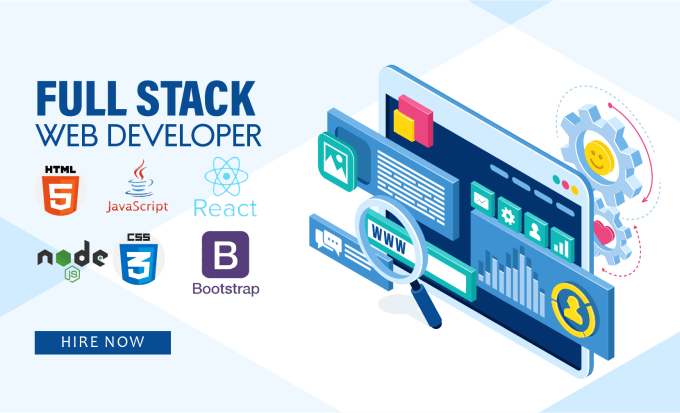 FULL STACK
WEB DEVELOPER
HTML
5
JavaScript
React
node
JS
CSS
3
B
Bootstrap
HIRE NOW
WWW